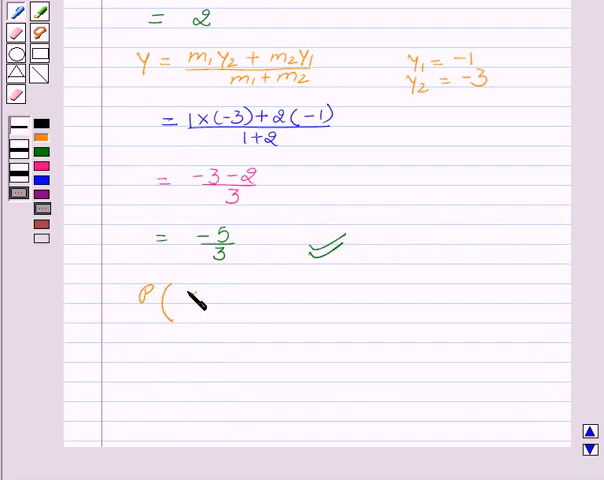 = 2
y = m₁y₂ + m₂y₁ / m₁ + m₂ y₁ = -1
y₂ = -3
= 1×(-3)+2(-1) / 1+2
= -3-2 / 3
= -5 / 3
P (